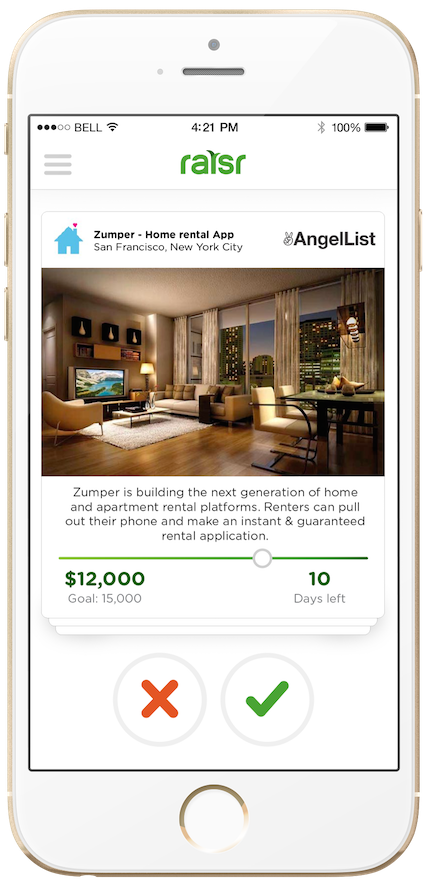 BELL
4:21 PM
100%
raisr
Zumper - Home rental App
San Francisco, New York City
AngelList
Zumper is building the next generation of home
and apartment rental platforms. Renters can pull
out their phone and make an instant & guaranteed
rental application.
$12,000
10
Goal: 15,000
Days left